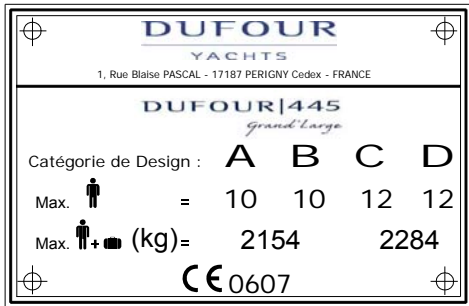 DUFOUR
YACHTS
1, Rue Blaise PASCAL - 17187 PERIGNY Cedex - FRANCE
DUFOUR|445
Grand'Large
Catégorie de Design : A B C D
Max. = 10 10 12 12
Max. + (kg)= 2154 2284
CE 0607